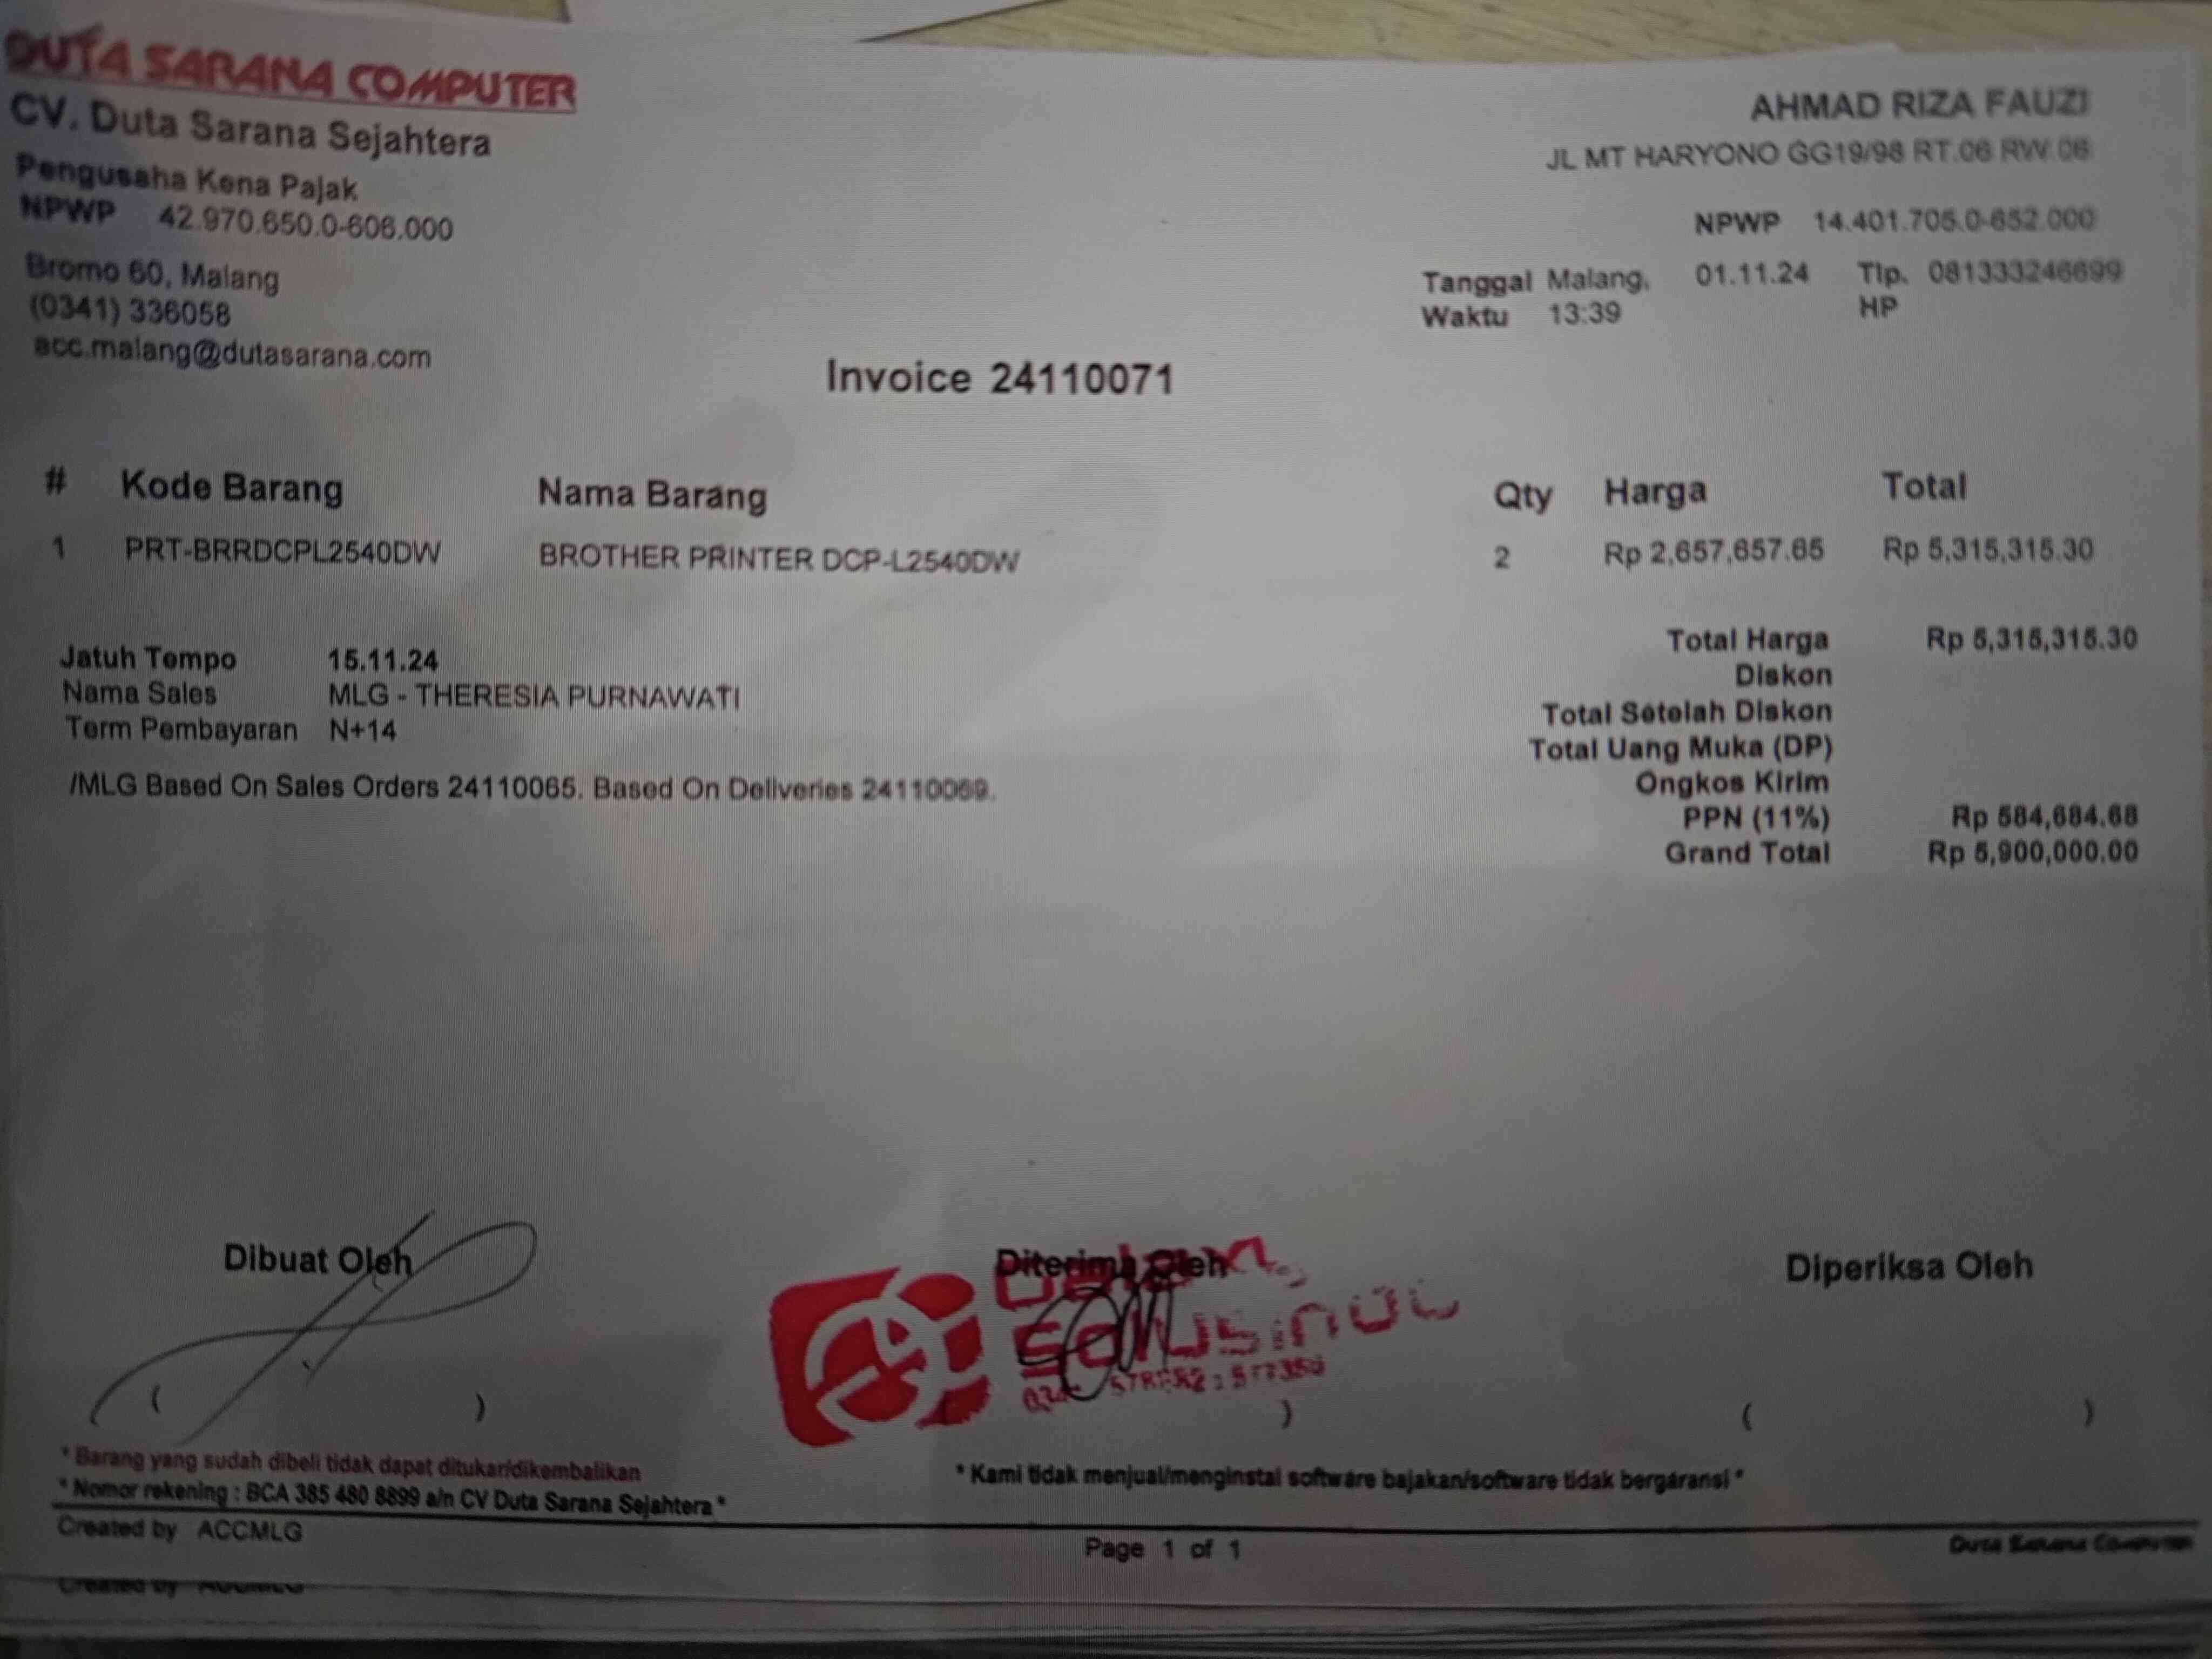 DUTA SARANA COMPUTER
CV. Duta Sarana Sejahtera
Pengusaha Kena Pajak
NPWP 42.970.650.0-606.000
Bromo 60, Malang
(0341) 336058
acc.malang@dutasarana.com
AHMAD RIZA FAUZI
JL MT HARYONO GG19/98 RT.06 RW 06
NPWP 14.401.705.0-652.000
Tanggal Malang, 01.11.24 Tlp. 081333246699
Waktu 13:39 HP
Invoice 24110071
# Kode Barang Nama Barang Qty Harga Total
1 PRT-BRRDCPL2540DW BROTHER PRINTER DCP-L2540DW 2 Rp 2,657,657.65 Rp 5,315,315.30
Jatuh Tempo 15.11.24
Nama Sales MLG - THERESIA PURNAWATI
Term Pembayaran N+14
/MLG Based On Sales Orders 24110065. Based On Deliveries 24110069.
Total Harga Rp 5,315,315.30
Diskon
Total Setelah Diskon
Total Uang Muka (DP)
Ongkos Kirim
PPN (11%) Rp 584,684.68
Grand Total Rp 5,900,000.00
Dibuat Oleh
Diterima Oleh
Diperiksa Oleh
( )
)
( )
* Barang yang sudah dibeli tidak dapat ditukar/dikembalikan
* Nomor rekening : BCA 385 480 8899 a/n CV Duta Sarana Sejahtera *
* Kami tidak menjual/menginstal software bajakan/software tidak bergaransi *
Created by ACCMLG
Page 1 of 1
Duta Sarana Computer
Created by ACCMLG